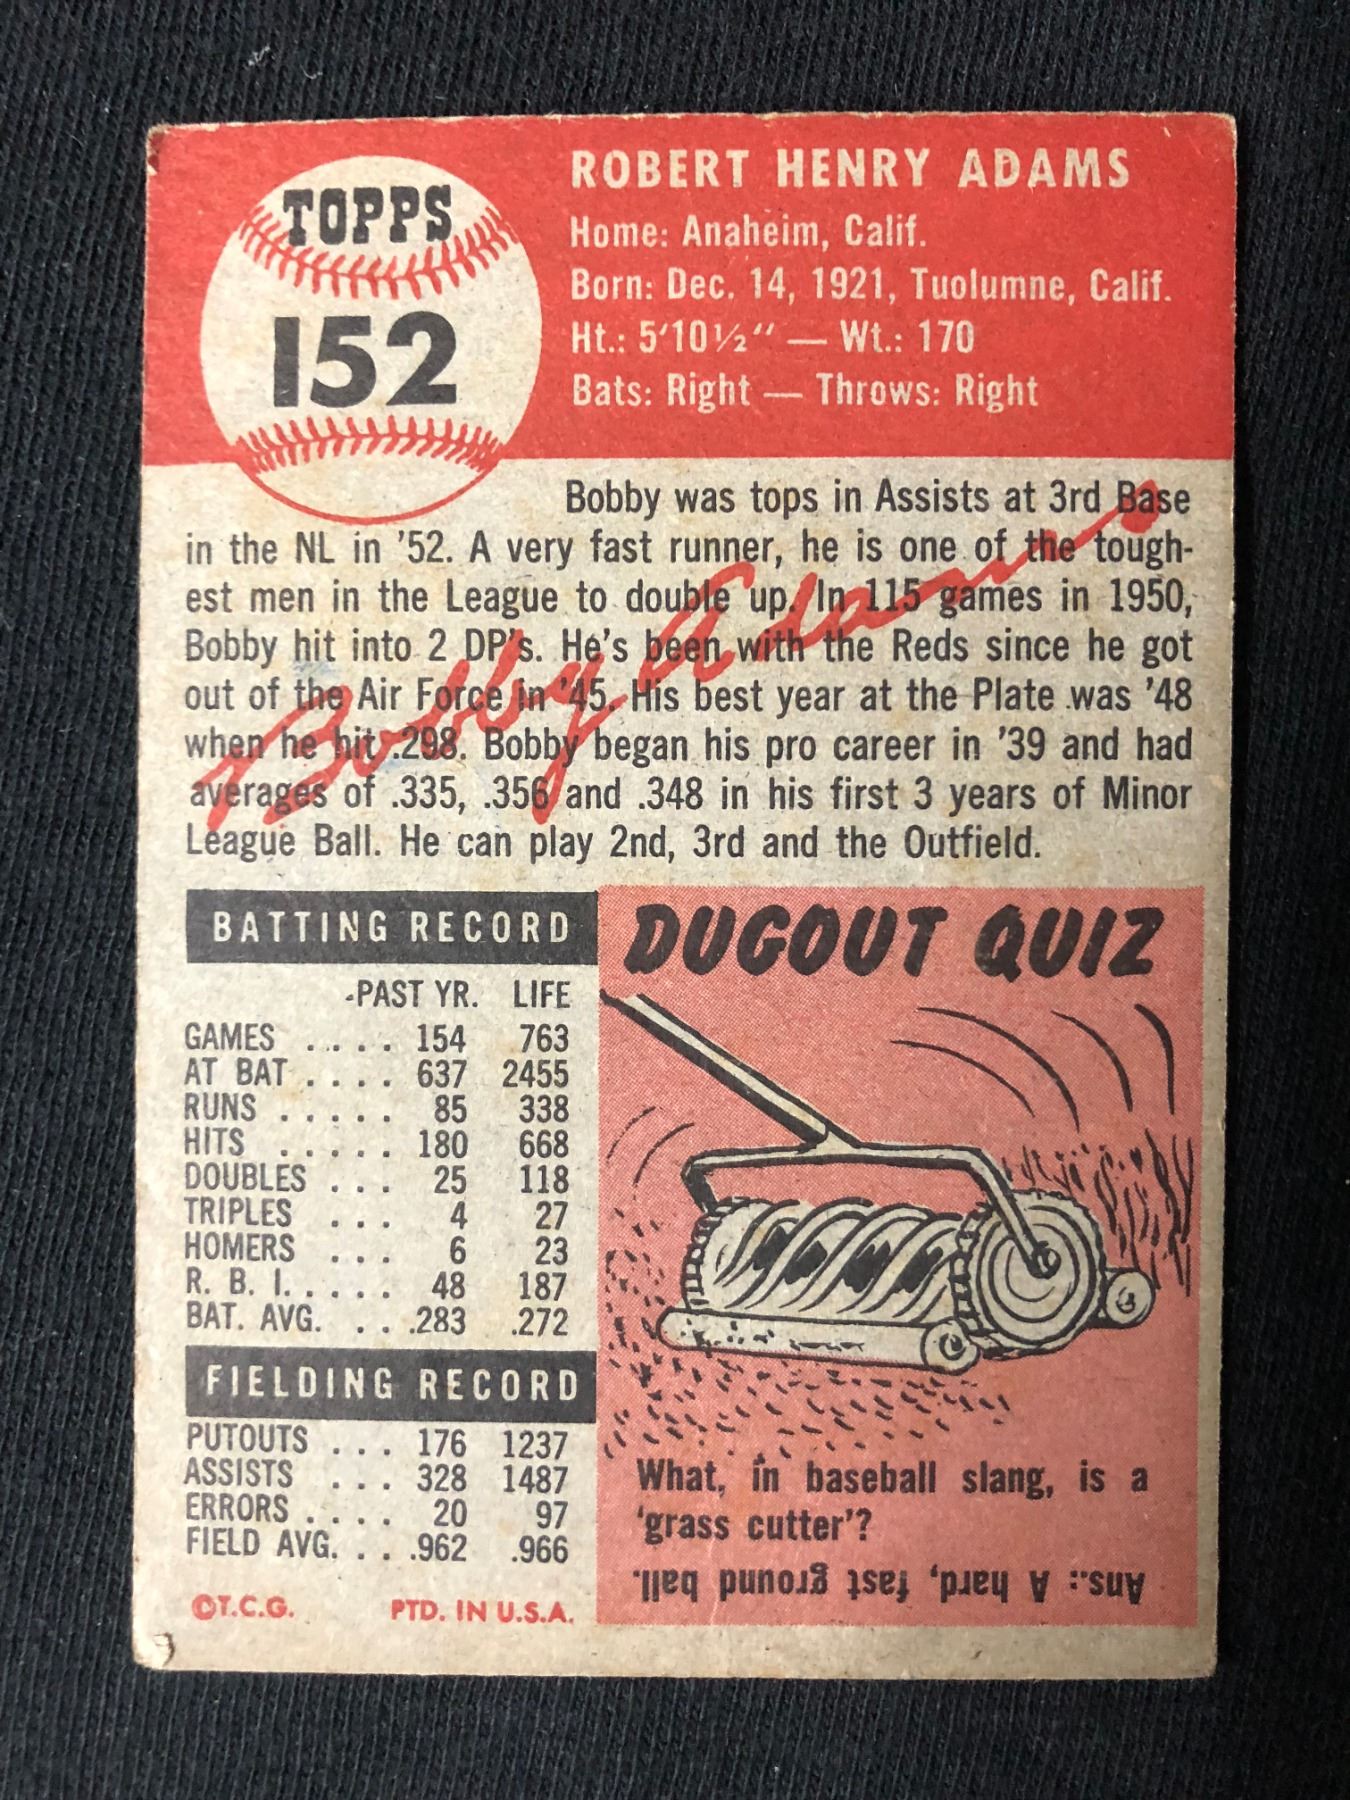 TOPPS
152
ROBERT HENRY ADAMS
Home: Anaheim, Calif.
Born: Dec. 14, 1921, Tuolumne, Calif.
Ht.: 5'10½" — Wt.: 170
Bats: Right — Throws: Right
Bobby was tops in Assists at 3rd Base
in the NL in '52. A very fast runner, he is one of the tough-
est men in the League to double up. In 115 games in 1950,
Bobby hit into 2 DP's. He's been with the Reds since he got
out of the Air Force in '45. His best year at the Plate was '48
when he hit .298. Bobby began his pro career in '39 and had
averages of .335, .356 and .348 in his first 3 years of Minor
League Ball. He can play 2nd, 3rd and the Outfield.
Bobby Adams
BATTING RECORD
PAST YR. LIFE
GAMES . . . . 154 763
AT BAT . . . . 637 2455
RUNS . . . . . 85 338
HITS . . . . . 180 668
DOUBLES . . . 25 118
TRIPLES . . . 4 27
HOMERS . . . 6 23
R. B. I. . . . . . 48 187
BAT. AVG. . . .283 .272
FIELDING RECORD
PUTOUTS . . . 176 1237
ASSISTS . . . 328 1487
ERRORS . . . . 20 97
FIELD AVG. . . .962 .966
©T.C.G. PTD. IN U.S.A.
DUGOUT QUIZ
What, in baseball slang, is a
'grass cutter'?
Ans.: A hard, fast ground ball.